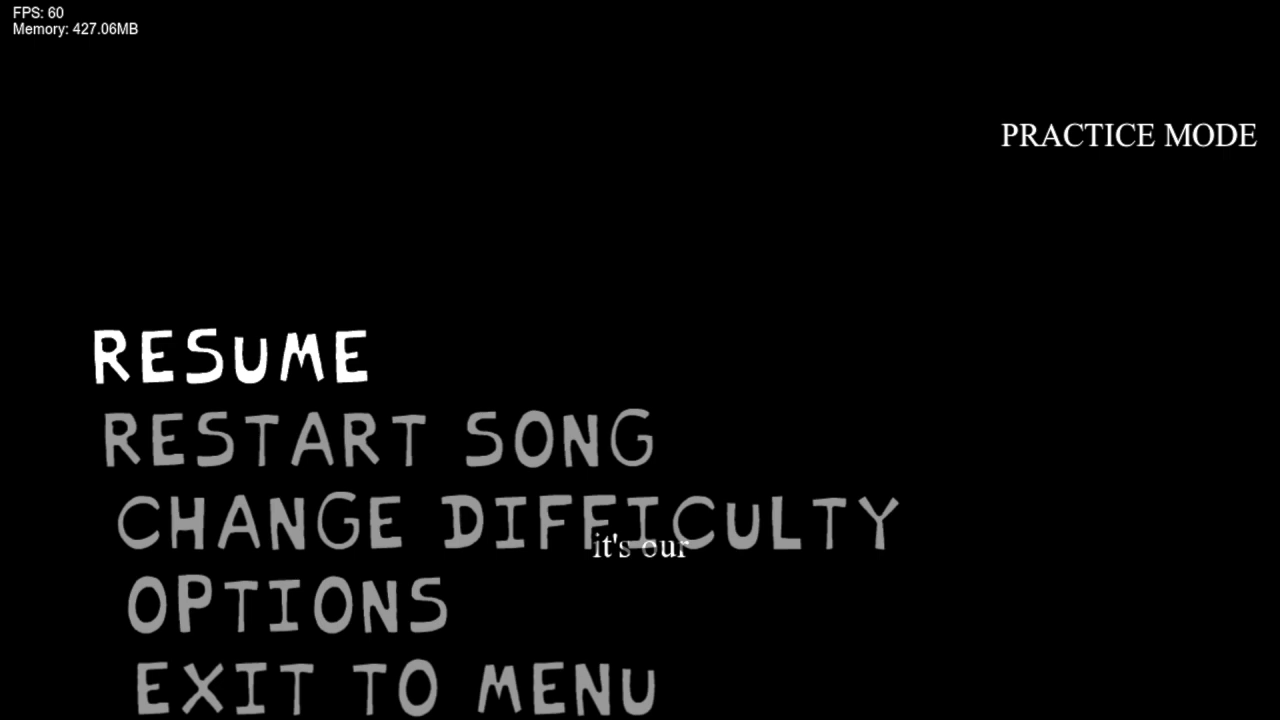 FPS: 60
Memory: 427.06MB
PRACTICE MODE
RESUME
RESTART SONG
CHANGE DIFFICULTY
it's our
OPTIONS
EXIT TO MENU